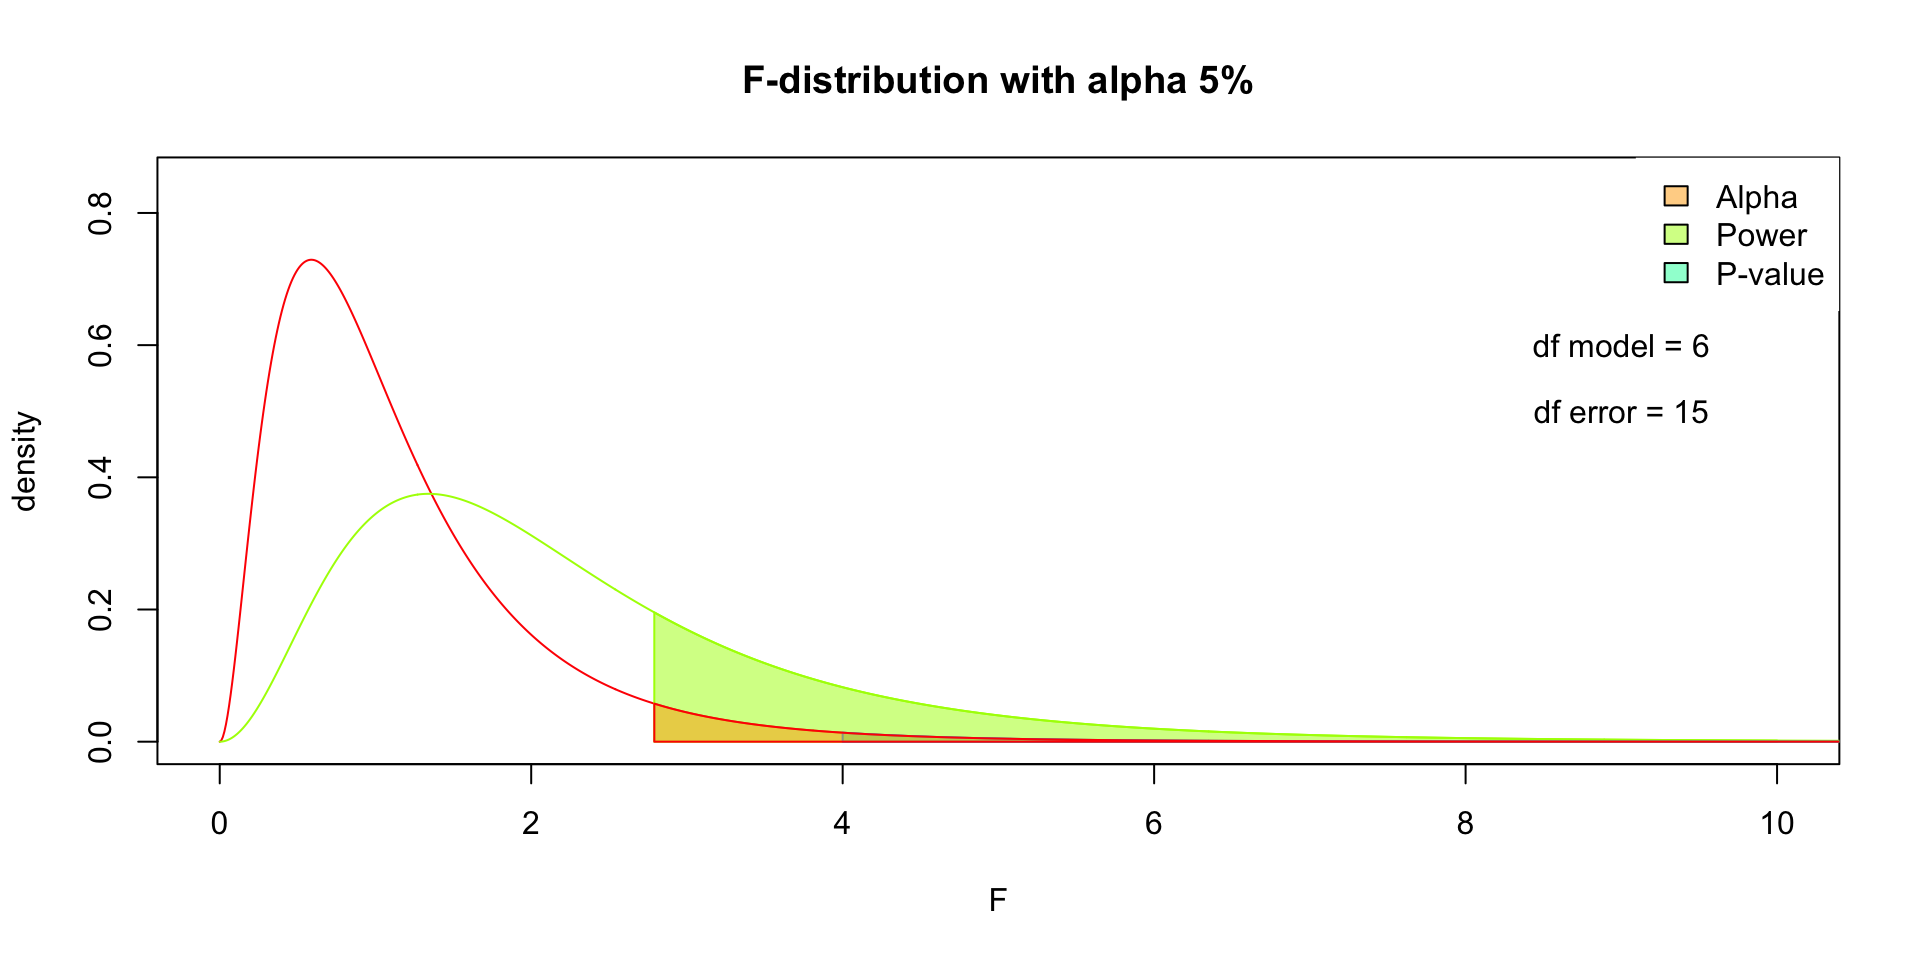 F-distribution with alpha 5%
Alpha
Power
P-value
df model = 6
df error = 15
density
0.8
0.6
0.4
0.2
0.0
0 2 4 6 8 10
F